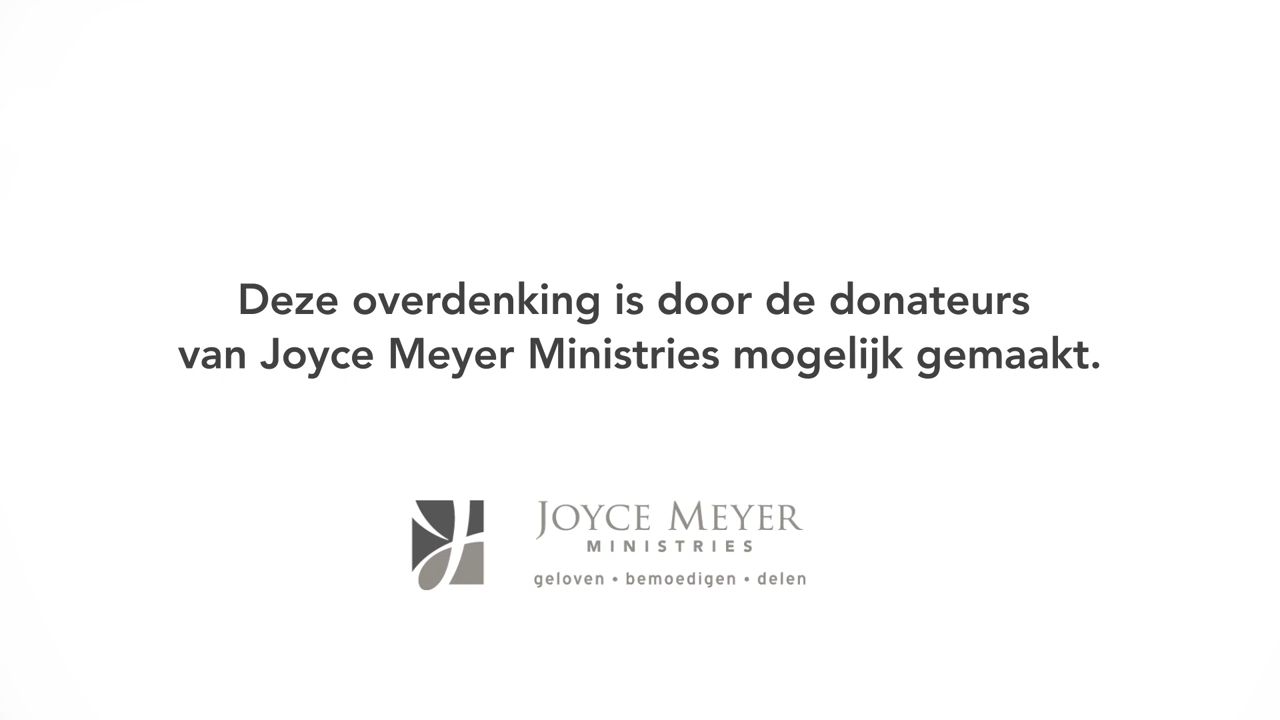 Deze overdenking is door de donateurs
van Joyce Meyer Ministries mogelijk gemaakt.
JOYCE MEYER
MINISTRIES
geloven • bemoedigen • delen